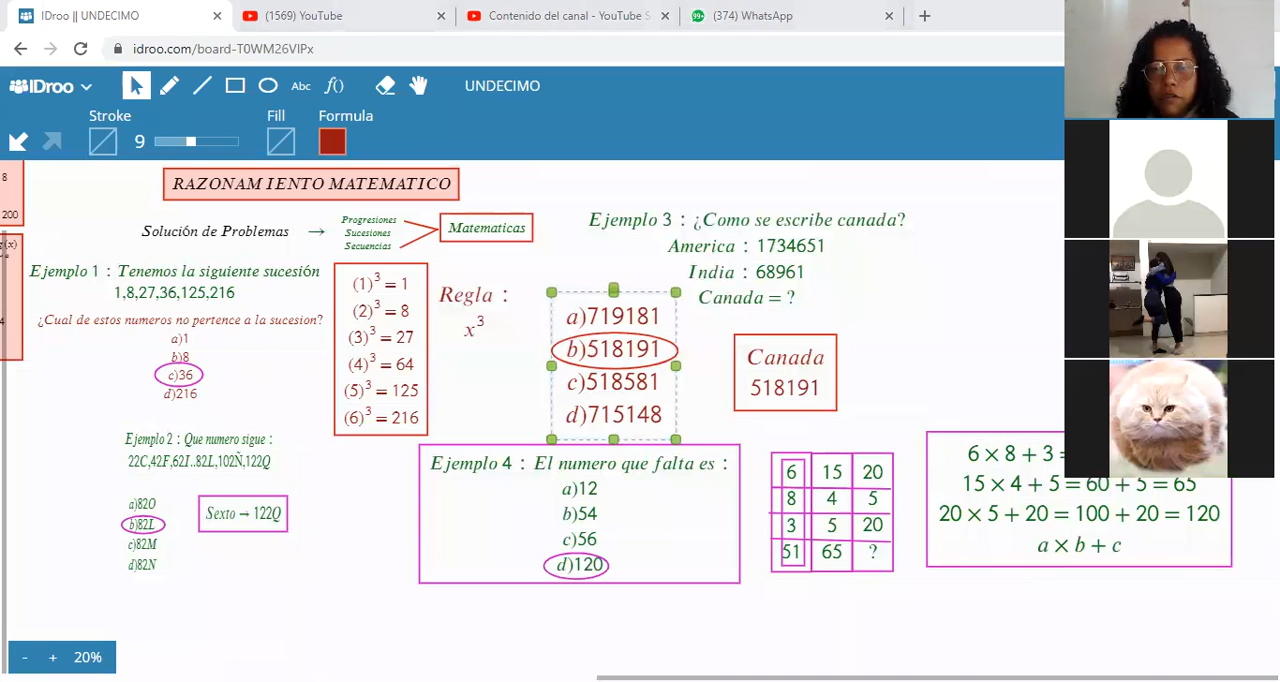 IDroo || UNDECIMO
(1569) YouTube
Contenido del canal - YouTube S
(374) WhatsApp
idroo.com/board-T0WM26VIPx
IDroo
Abc
f()
UNDECIMO
Stroke
9
Fill
Formula
8
200
RAZONAM IENTO MATEMATICO
Solución de Problemas →
Progresiones
Sucesiones
Secuencias
Matematicas
Ejemplo 1 : Tenemos la siguiente sucesión
1,8,27,36,125,216
¿Cual de estos numeros no pertence a la sucesion?
a)1
b)8
c)36
d)216
(1)³ = 1
(2)³ = 8
(3)³ = 27
(4)³ = 64
(5)³ = 125
(6)³ = 216
Regla :
x³
Ejemplo 3 : ¿Como se escribe canada?
America : 1734651
India : 68961
Canada = ?
a)719181
b)518191
c)518581
d)715148
Canada
518191
Ejemplo 2 : Que numero sigue :
22C,42F,62I..82L,102Ñ,122Q
a)82O
b)82L
c)82M
d)82N
Sexto → 122Q
Ejemplo 4 : El numero que falta es :
a)12
b)54
c)56
d)120
6 15 20
8 4 5
3 5 20
51 65 ?
6 × 8 + 3 =
15 × 4 + 5 = 60 + 5 = 65
20 × 5 + 20 = 100 + 20 = 120
a × b + c
- + 20%